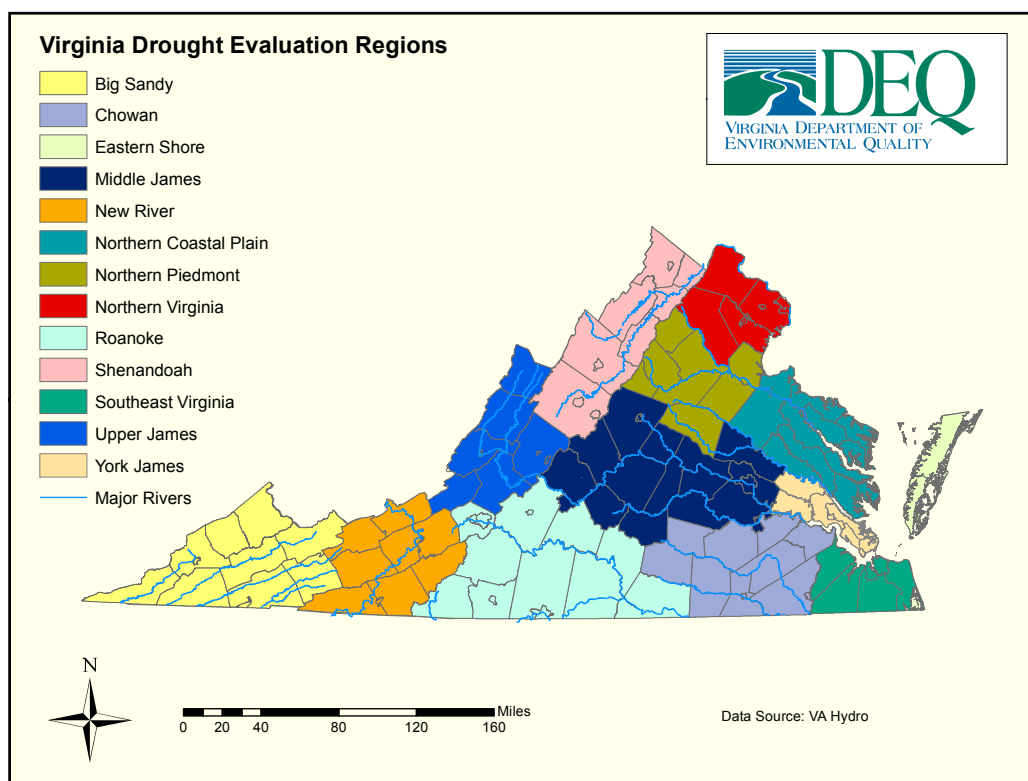 Virginia Drought Evaluation Regions
Big Sandy
Chowan
Eastern Shore
Middle James
New River
Northern Coastal Plain
Northern Piedmont
Northern Virginia
Roanoke
Shenandoah
Southeast Virginia
Upper James
York James
Major Rivers
DEQ
VIRGINIA DEPARTMENT OF
ENVIRONMENTAL QUALITY
N
Miles
0 20 40 80 120 160
Data Source: VA Hydro